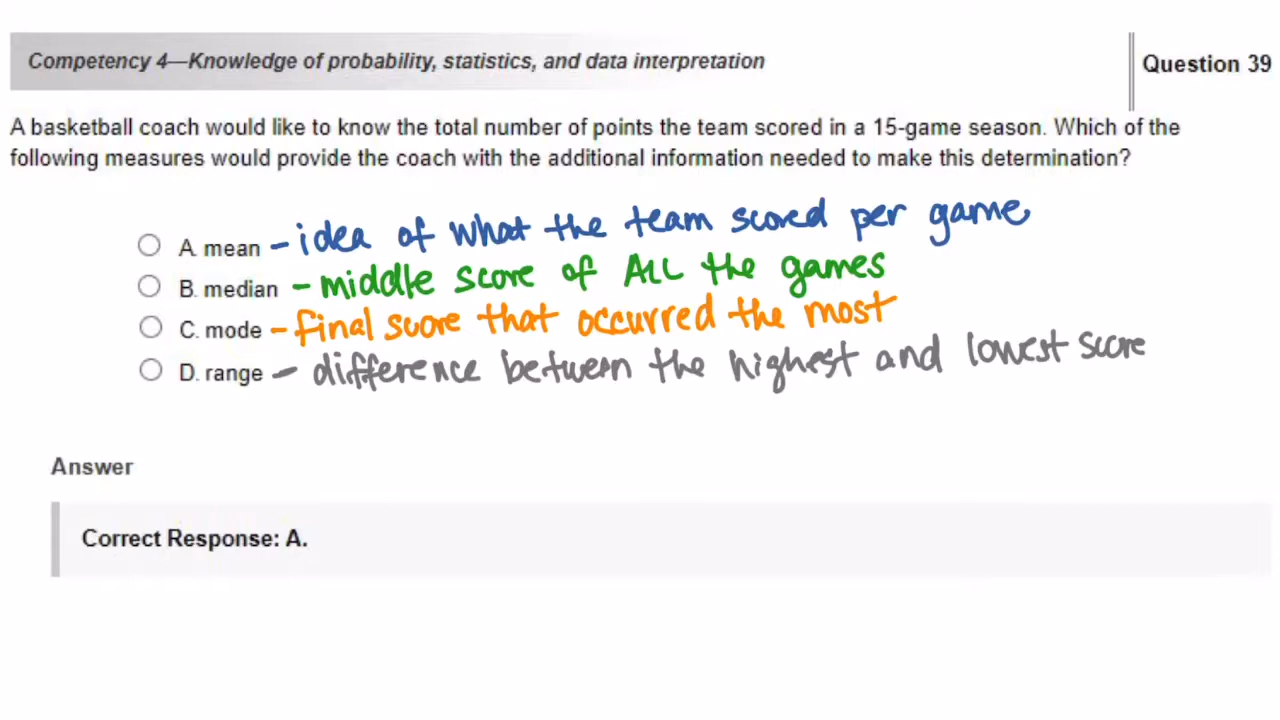 Competency 4—Knowledge of probability, statistics, and data interpretation
Question 39
A basketball coach would like to know the total number of points the team scored in a 15-game season. Which of the
following measures would provide the coach with the additional information needed to make this determination?
A. mean - idea of what the team scored per game
B. median - middle score of ALL the games
C. mode - final score that occurred the most
D. range - difference between the highest and lowest score
Answer
Correct Response: A.